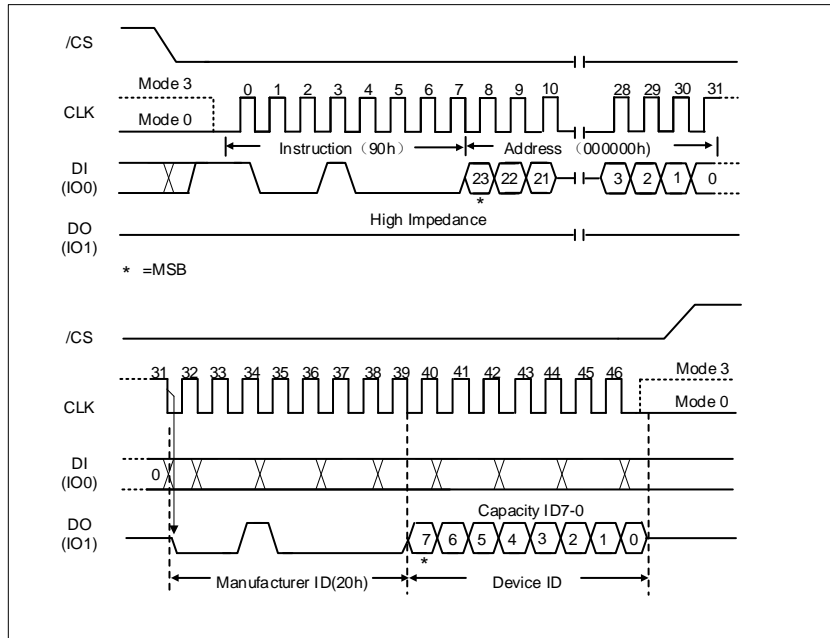 /CS
Mode 3
0 1 2 3 4 5 6 7 8 9 10 28 29 30 31
CLK
Mode 0
Instruction（90h） Address（000000h）
DI
(IO0)
23 22 21 3 2 1 0
*
High Impedance
DO
(IO1)
* =MSB
/CS
31 32 33 34 35 36 37 38 39 40 41 42 43 44 45 46
Mode 3
CLK
Mode 0
DI
(IO0)
0
Capacity ID7-0
DO
(IO1)
7 6 5 4 3 2 1 0
*
Manufacturer ID(20h) Device ID